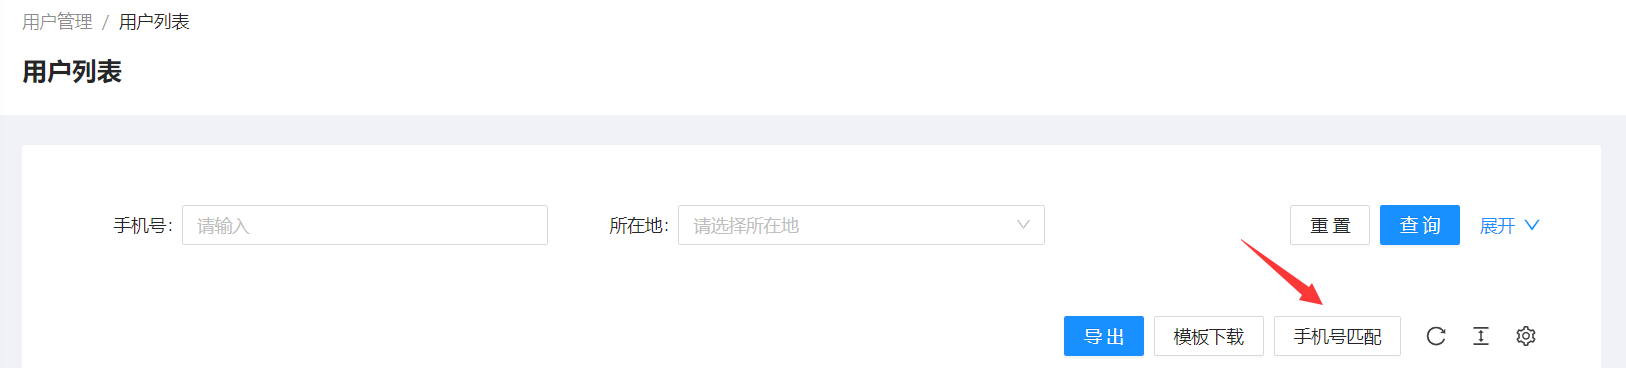 用户管理 / 用户列表
用户列表
手机号: 请输入 所在地: 请选择所在地 重置 查询 展开
导出 模板下载 手机号匹配